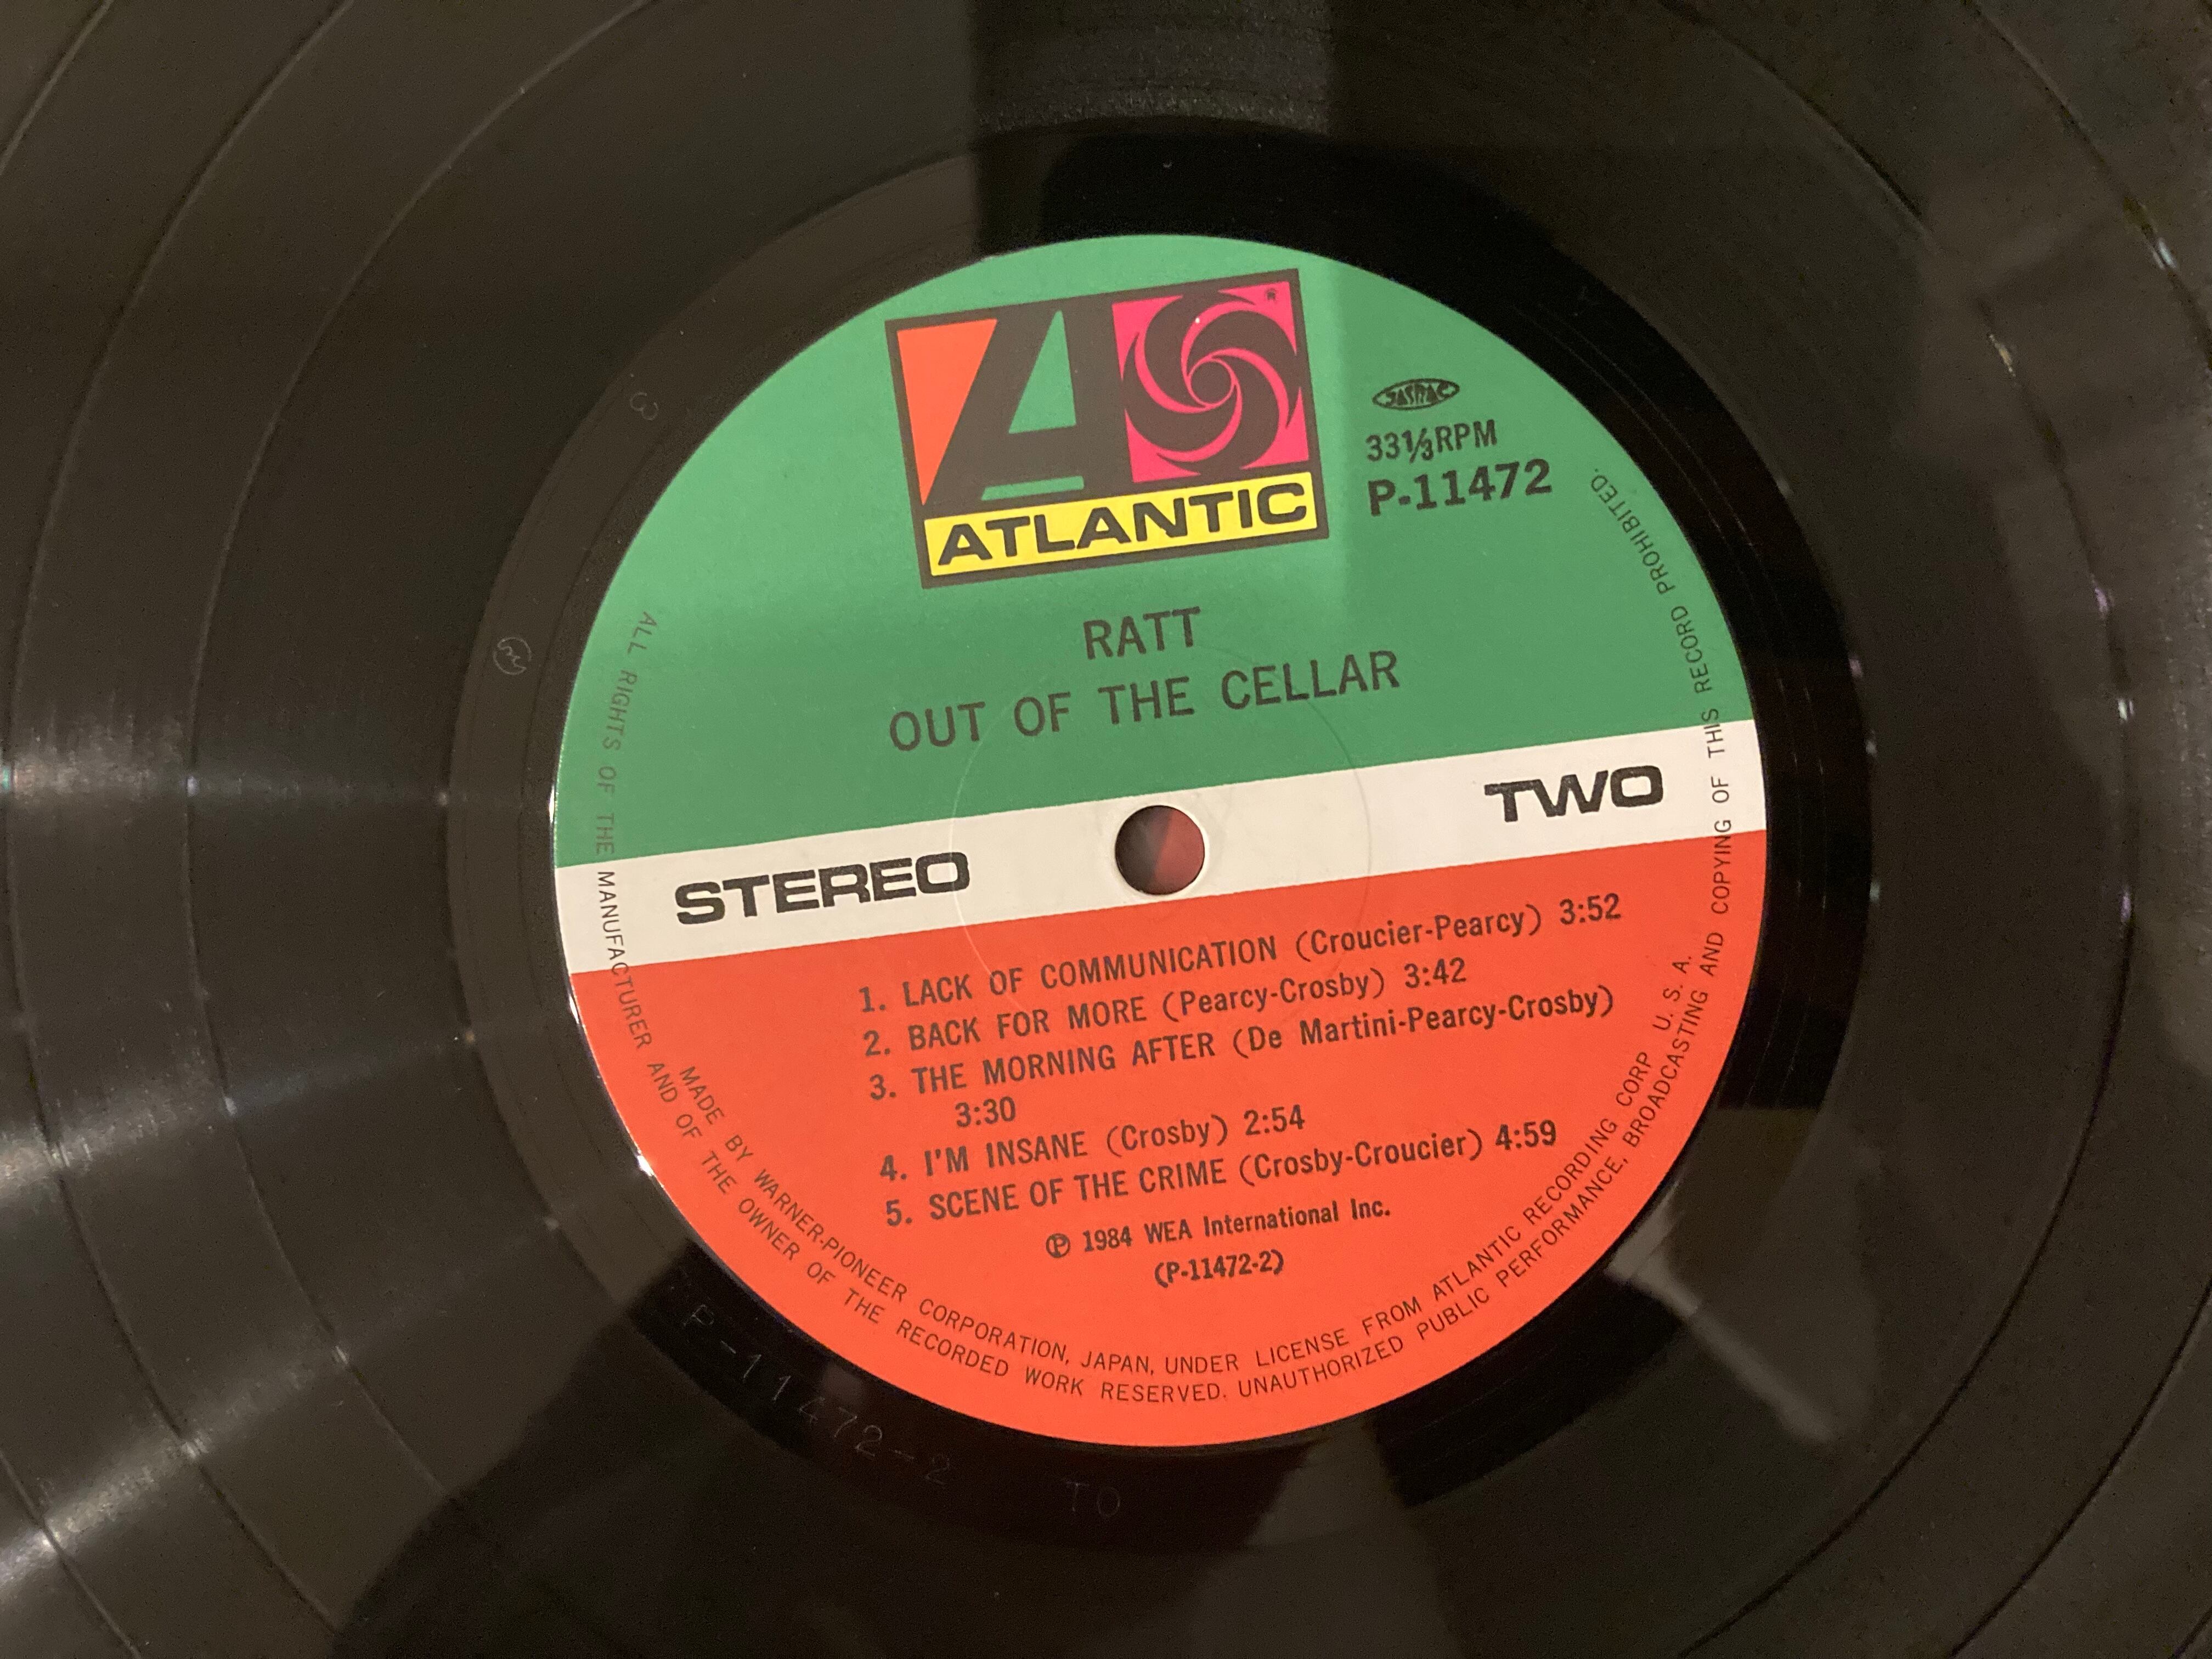 ATLANTIC
JASRAC
33⅓RPM
P-11472
RATT
OUT OF THE CELLAR
STEREO
TWO
1. LACK OF COMMUNICATION (Croucier-Pearcy) 3:52
2. BACK FOR MORE (Pearcy-Crosby) 3:42
3. THE MORNING AFTER (De Martini-Pearcy-Crosby)
3:30
4. I'M INSANE (Crosby) 2:54
5. SCENE OF THE CRIME (Crosby-Croucier) 4:59
℗ 1984 WEA International Inc.
(P-11472-2)
MADE BY WARNER-PIONEER CORPORATION, JAPAN, UNDER LICENSE FROM ATLANTIC RECORDING CORP U. S. A.
ALL RIGHTS OF THE MANUFACTURER AND OF THE OWNER OF THE RECORDED WORK RESERVED. UNAUTHORIZED PUBLIC PERFORMANCE, BROADCASTING AND COPYING OF THIS RECORD PROHIBITED.
P-11472-2 TO
3